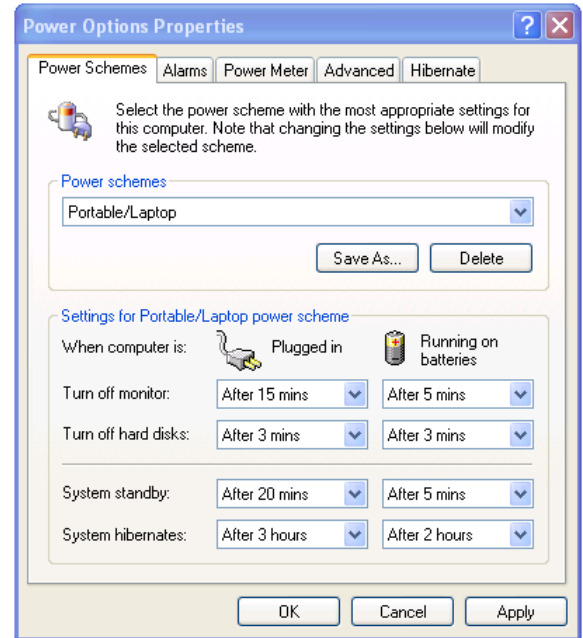 Power Options Properties
Power Schemes Alarms Power Meter Advanced Hibernate
Select the power scheme with the most appropriate settings for
this computer. Note that changing the settings below will modify
the selected scheme.
Power schemes
Portable/Laptop
Save As... Delete
Settings for Portable/Laptop power scheme
When computer is: Plugged in Running on
batteries
Turn off monitor: After 15 mins After 5 mins
Turn off hard disks: After 3 mins After 3 mins
System standby: After 20 mins After 5 mins
System hibernates: After 3 hours After 2 hours
OK Cancel Apply